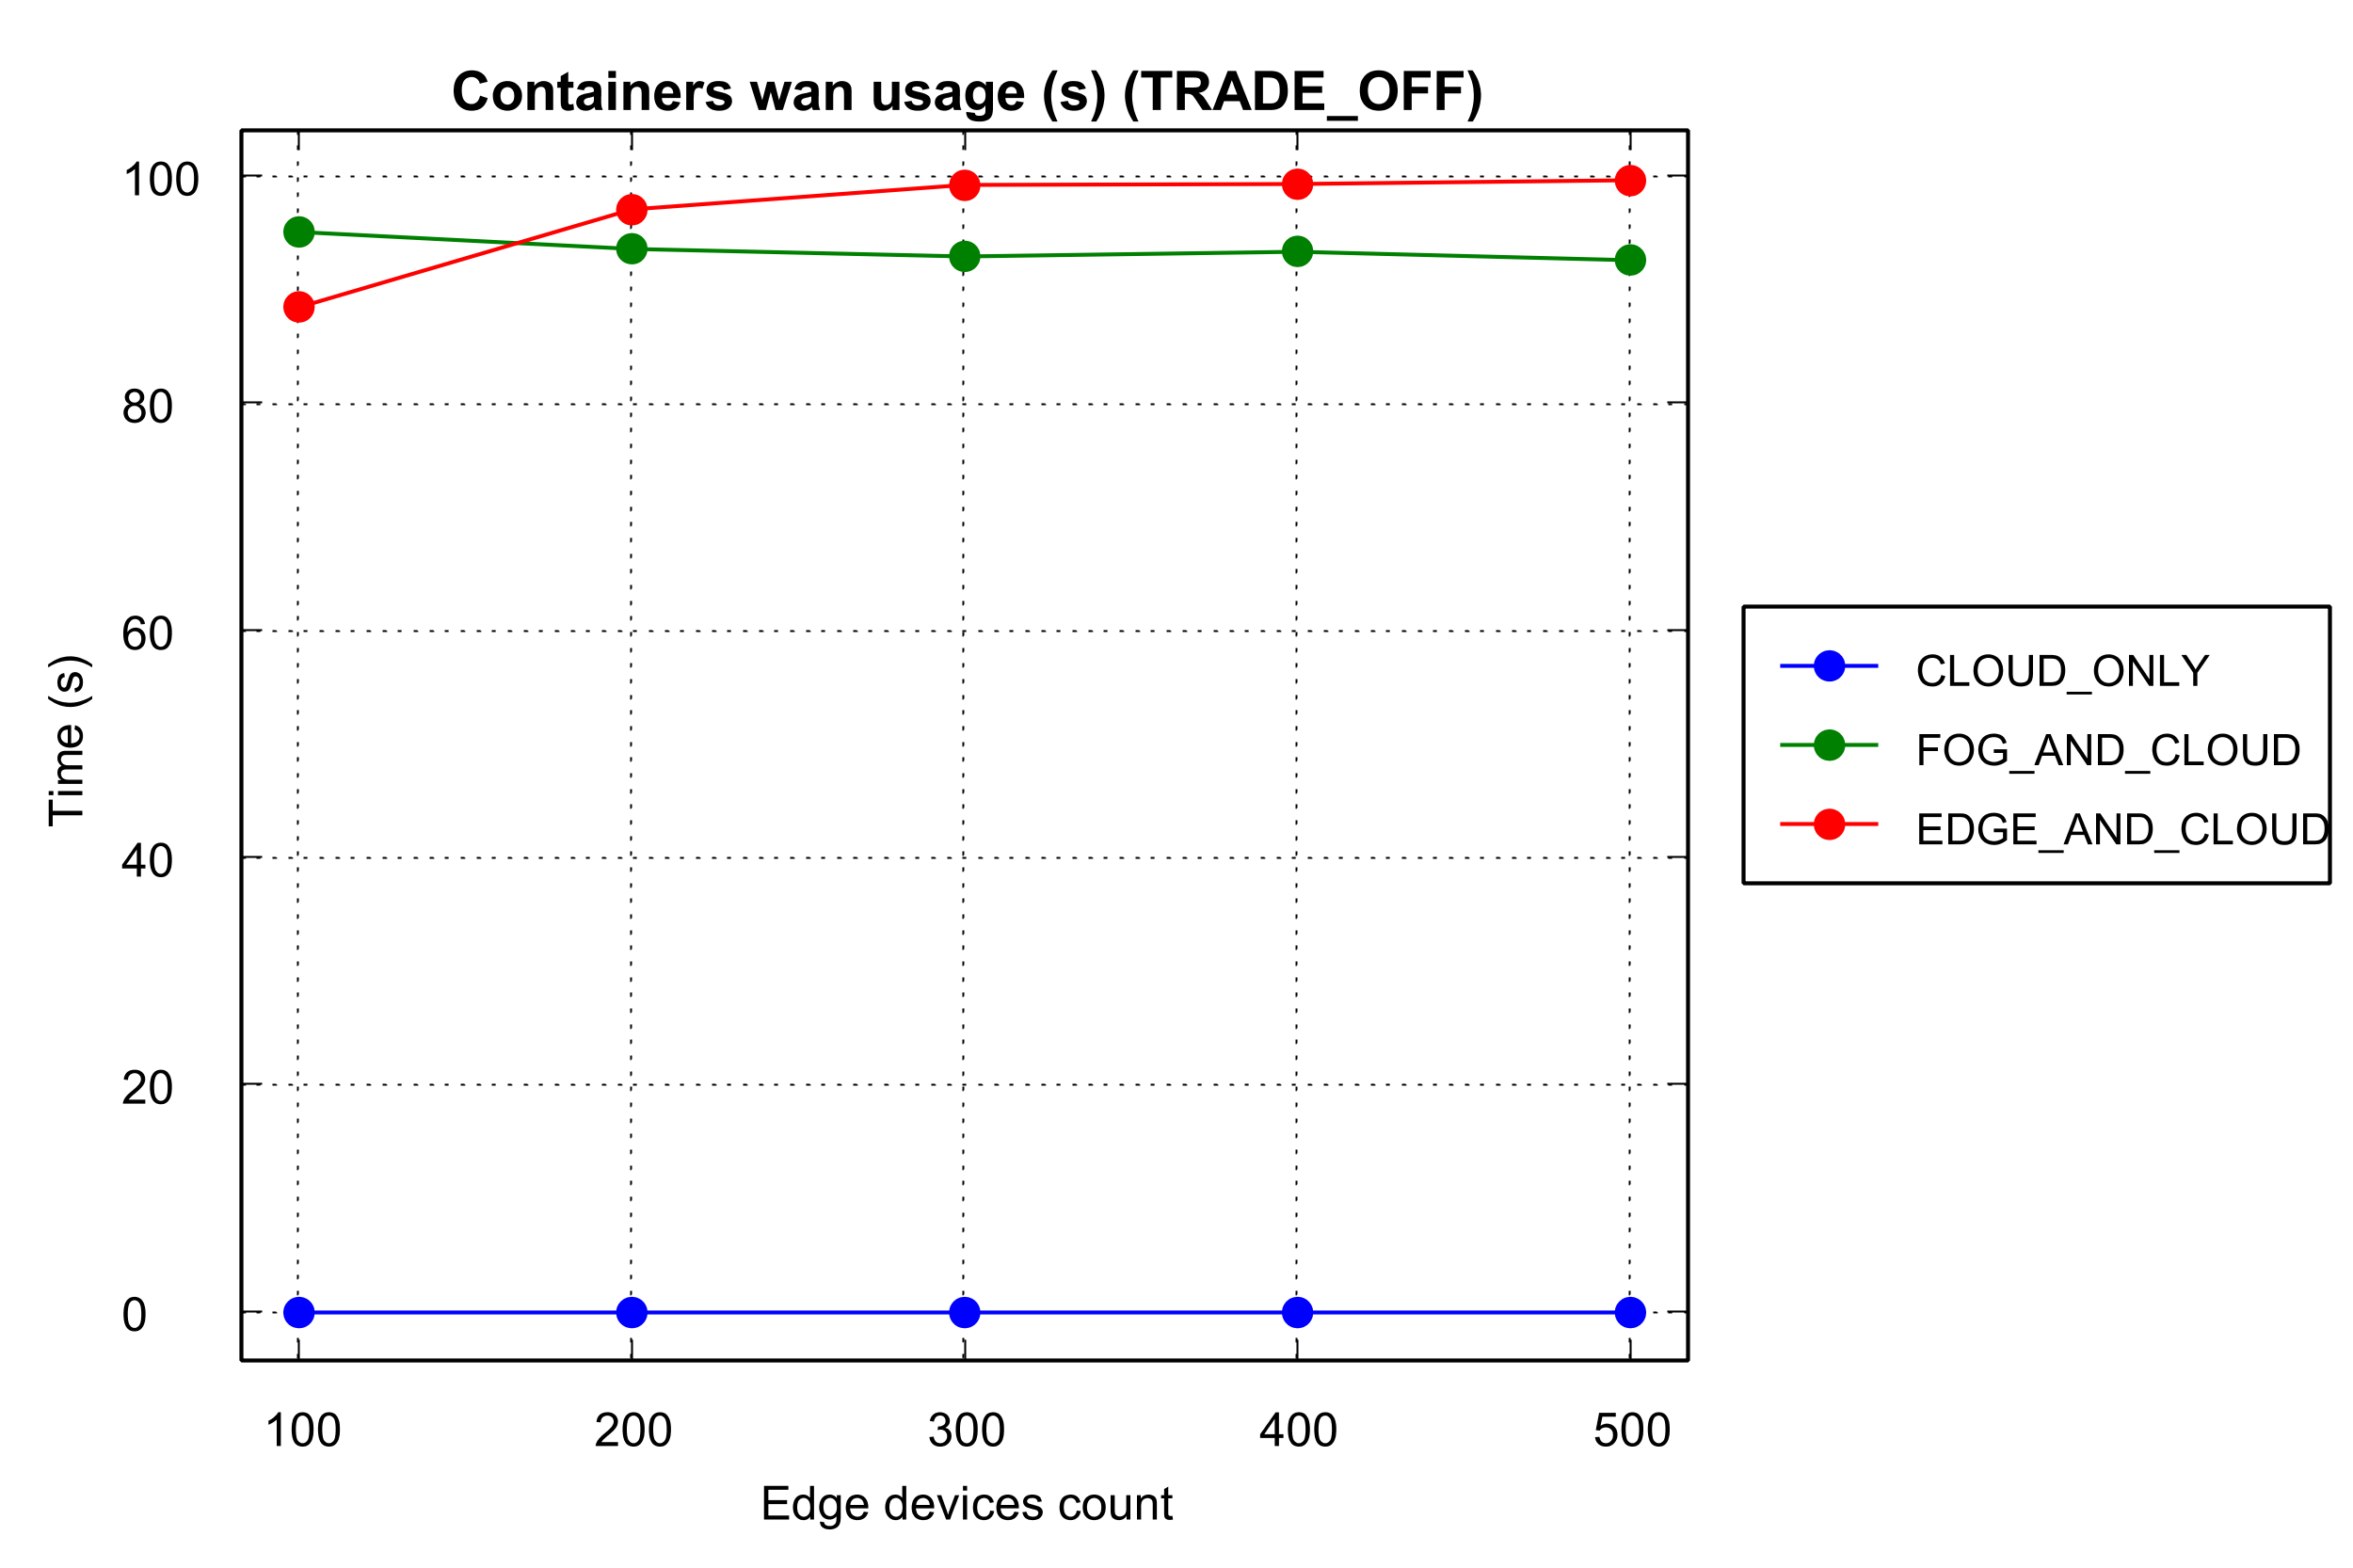 Containers wan usage (s) (TRADE_OFF)
100
80
60
40
20
0
Time (s)
100 200 300 400 500
Edge devices count
CLOUD_ONLY
FOG_AND_CLOUD
EDGE_AND_CLOUD